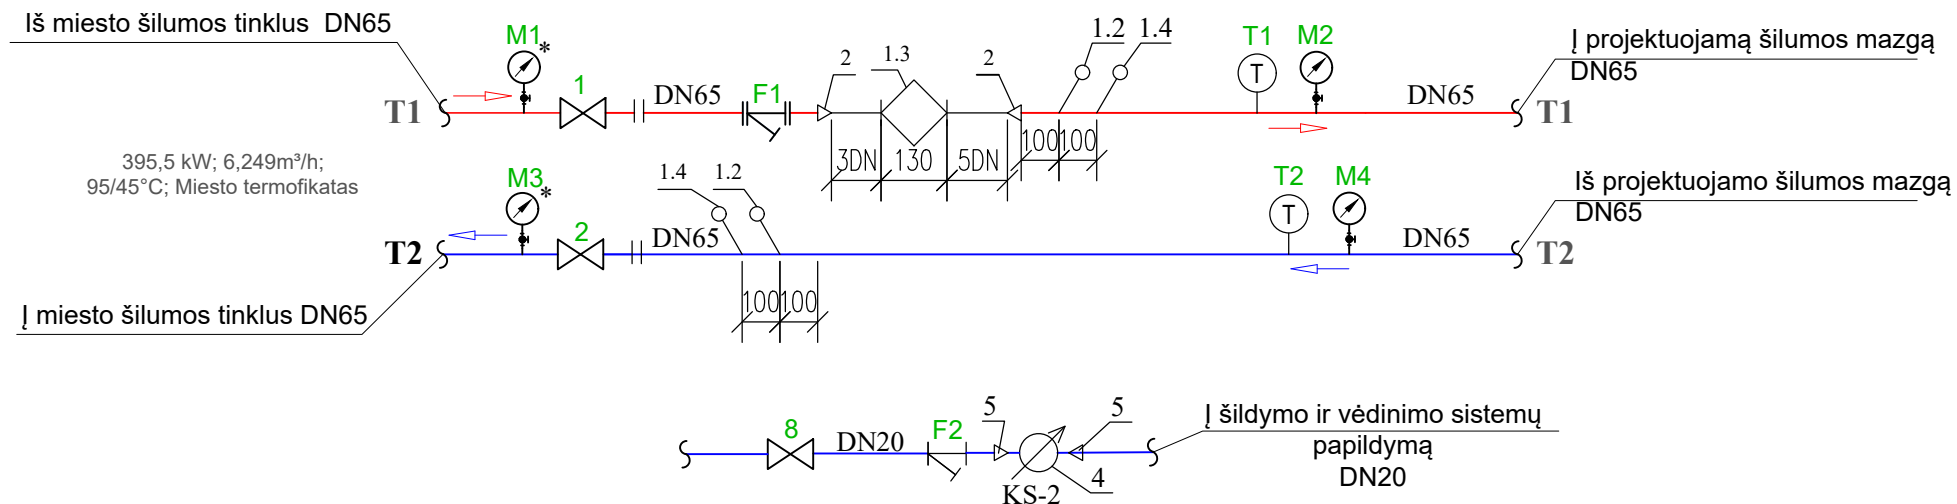 Iš miesto šilumos tinklus DN65
M1
*
1
DN65
F1
2
1.3
2
1.2
1.4
T1
M2
DN65
Į projektuojamą šilumos mazgą
DN65
T1
T1
3DN
130
5DN
100
100
395,5 kW; 6,249m³/h;
95/45°C; Miesto termofikatas
M3
*
2
DN65
1.4
1.2
T2
M4
DN65
Iš projektuojamo šilumos mazgą
DN65
T2
T2
T
T
100
100
Į miesto šilumos tinklus DN65
8
DN20
F2
5
5
KS-2
4
Į šildymo ir vėdinimo sistemų
papildymą
DN20